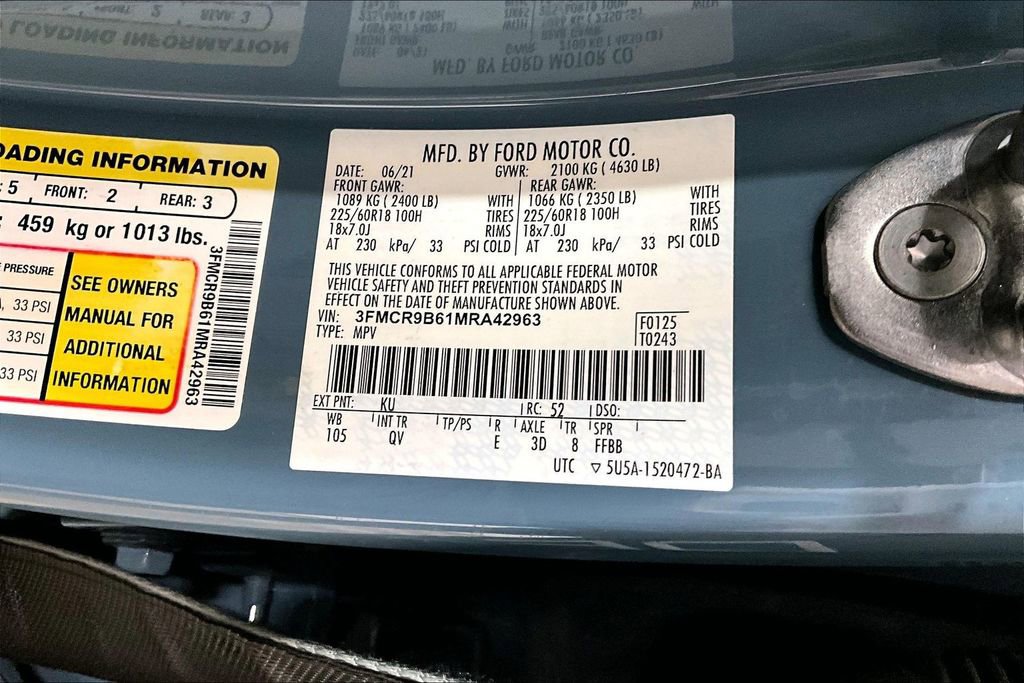 OADING INFORMATION
: 5 FRONT: 2 REAR: 3
: 459 kg or 1013 lbs.
E PRESSURE
, 33 PSI
33 PSI
33 PSI
SEE OWNERS
MANUAL FOR
ADDITIONAL
INFORMATION
3FMCR9B61MRA42963
MFD. BY FORD MOTOR CO.
DATE: 06/21 GVWR: 2100 KG ( 4630 LB)
FRONT GAWR: REAR GAWR:
1089 KG ( 2400 LB) WITH 1066 KG ( 2350 LB) WITH
225/60R18 100H TIRES 225/60R18 100H TIRES
18x7.0J RIMS 18x7.0J RIMS
AT 230 kPa/ 33 PSI COLD AT 230 kPa/ 33 PSI COLD
THIS VEHICLE CONFORMS TO ALL APPLICABLE FEDERAL MOTOR
VEHICLE SAFETY AND THEFT PREVENTION STANDARDS IN
EFFECT ON THE DATE OF MANUFACTURE SHOWN ABOVE.
VIN: 3FMCR9B61MRA42963
TYPE: MPV
F0125
T0243
EXT PNT: KU RC: 52 DSO:
WB INT TR TP/PS R AXLE TR SPR
105 QV E 3D 8 FFBB
UTC ▽ 5U5A-1520472-BA